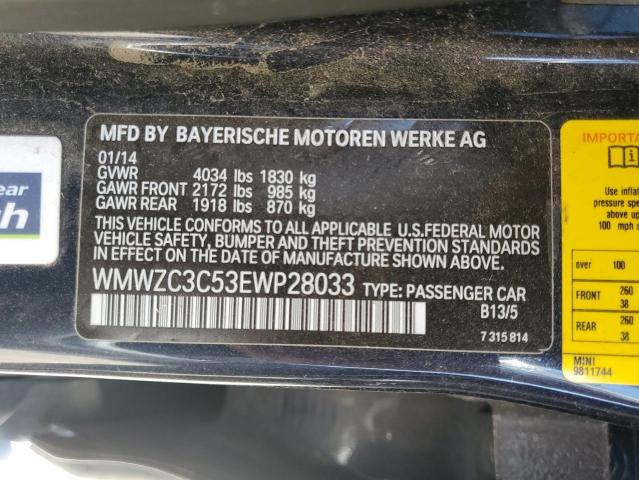 MFD BY BAYERISCHE MOTOREN WERKE AG
01/14
GVWR 4034 lbs 1830 kg
GAWR FRONT 2172 lbs 985 kg
GAWR REAR 1918 lbs 870 kg
THIS VEHICLE CONFORMS TO ALL APPLICABLE U.S.FEDERAL MOTOR
VEHICLE SAFETY, BUMPER AND THEFT PREVENTION STANDARDS
IN EFFECT ON DATE OF MANUFACTURE SHOWN ABOVE.
WMWZC3C53EWP28033 TYPE: PASSENGER CAR
B13/5
7 315 814
Use infla
pressure spe
above up
100 mph o
over 100
FRONT 260
38
REAR 260
38
MINI
9811744